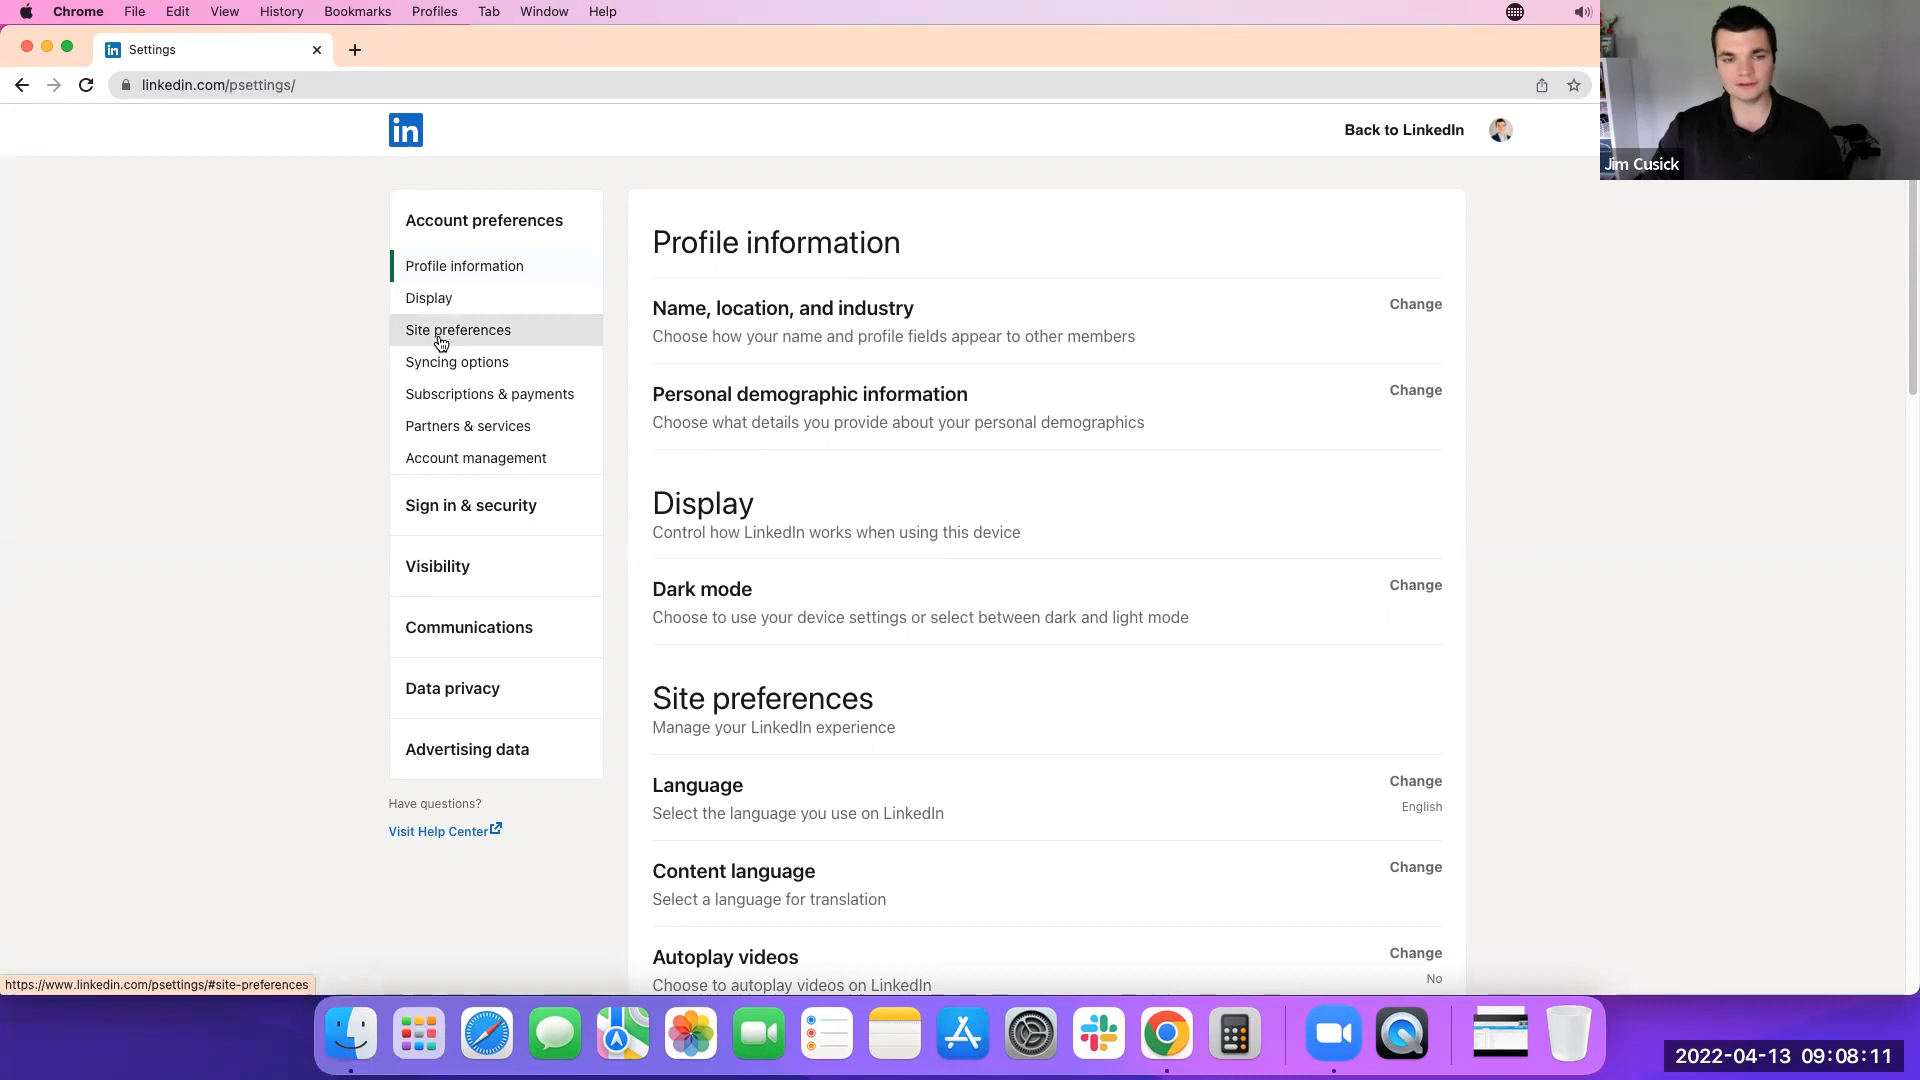 Chrome File Edit View History Bookmarks Profiles Tab Window Help
in Settings
linkedin.com/psettings/
in
Back to LinkedIn
Jim Cusick
Account preferences
Profile information
Display
Site preferences
Syncing options
Subscriptions & payments
Partners & services
Account management
Sign in & security
Visibility
Communications
Data privacy
Advertising data
Have questions?
Visit Help Center
Profile information
Name, location, and industry
Change
Choose how your name and profile fields appear to other members
Personal demographic information
Change
Choose what details you provide about your personal demographics
Display
Control how LinkedIn works when using this device
Dark mode
Change
Choose to use your device settings or select between dark and light mode
Site preferences
Manage your LinkedIn experience
Language
Change
Select the language you use on LinkedIn
English
Content language
Change
Select a language for translation
Autoplay videos
Change
Choose to autoplay videos on LinkedIn
No
https://www.linkedin.com/psettings/#site-preferences
2022-04-13 09:08:11